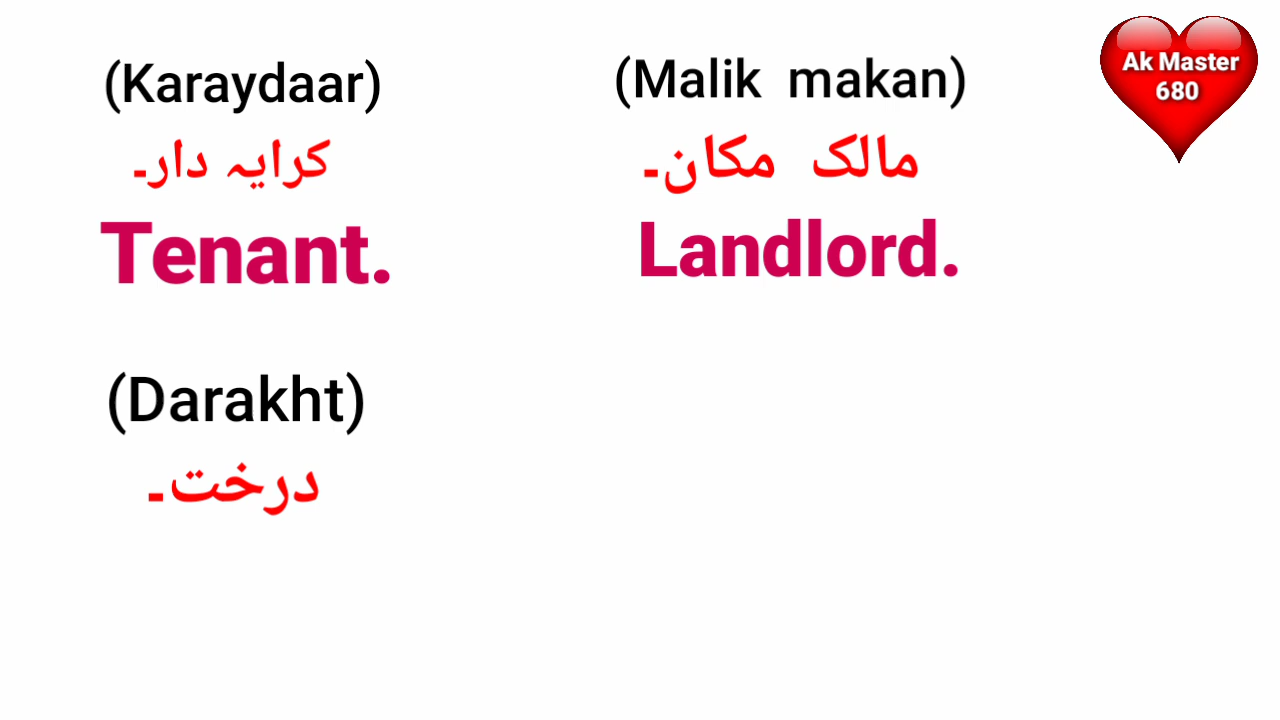 (Karaydaar)
کرایہ دار۔
Tenant.
(Malik makan)
مالک مکان۔
Landlord.
(Darakht)
درخت۔
Ak Master
680